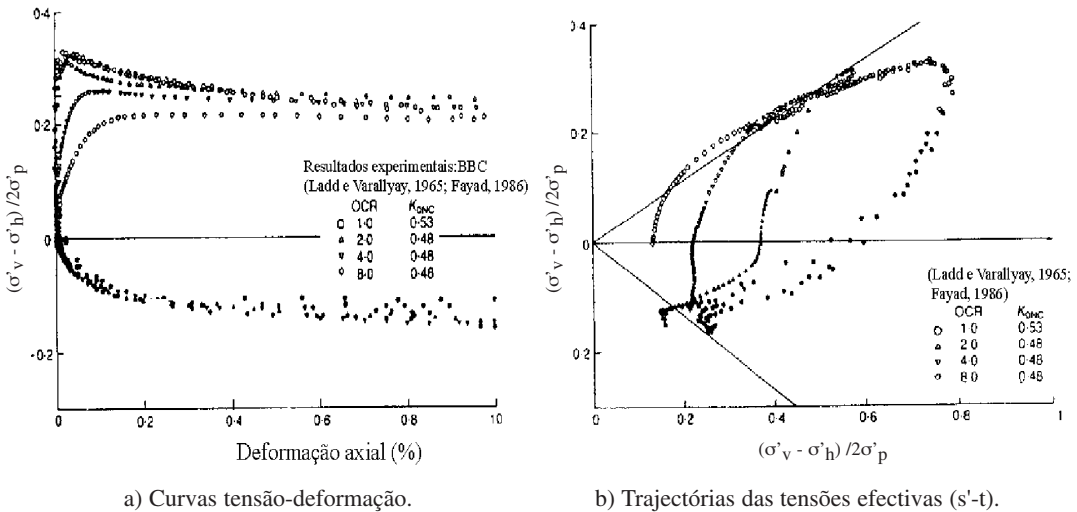 0·4
0·2
0
-0·2
(σ'v - σ'h) /2σ'p
Resultados experimentais:BBC
(Ladd e Varallyay, 1965; Fayad, 1986)
OCR K0NC
1·0 0·53
2·0 0·48
4·0 0·48
8·0 0·48
0 0·2 0·4 0·6 0·8 10
Deformação axial (%)
a) Curvas tensão-deformação.
0·4
0·2
0
0·2
(σ'v - σ'h) /2σ'p
(Ladd e Varallyay, 1965;
Fayad, 1986)
OCR K0NC
1·0 0·53
2·0 0·48
4·0 0·48
8·0 0·48
0 0·2 0·4 0·6 0·8 1
(σ'v - σ'h) /2σ'p
b) Trajectórias das tensões efectivas (s'-t).